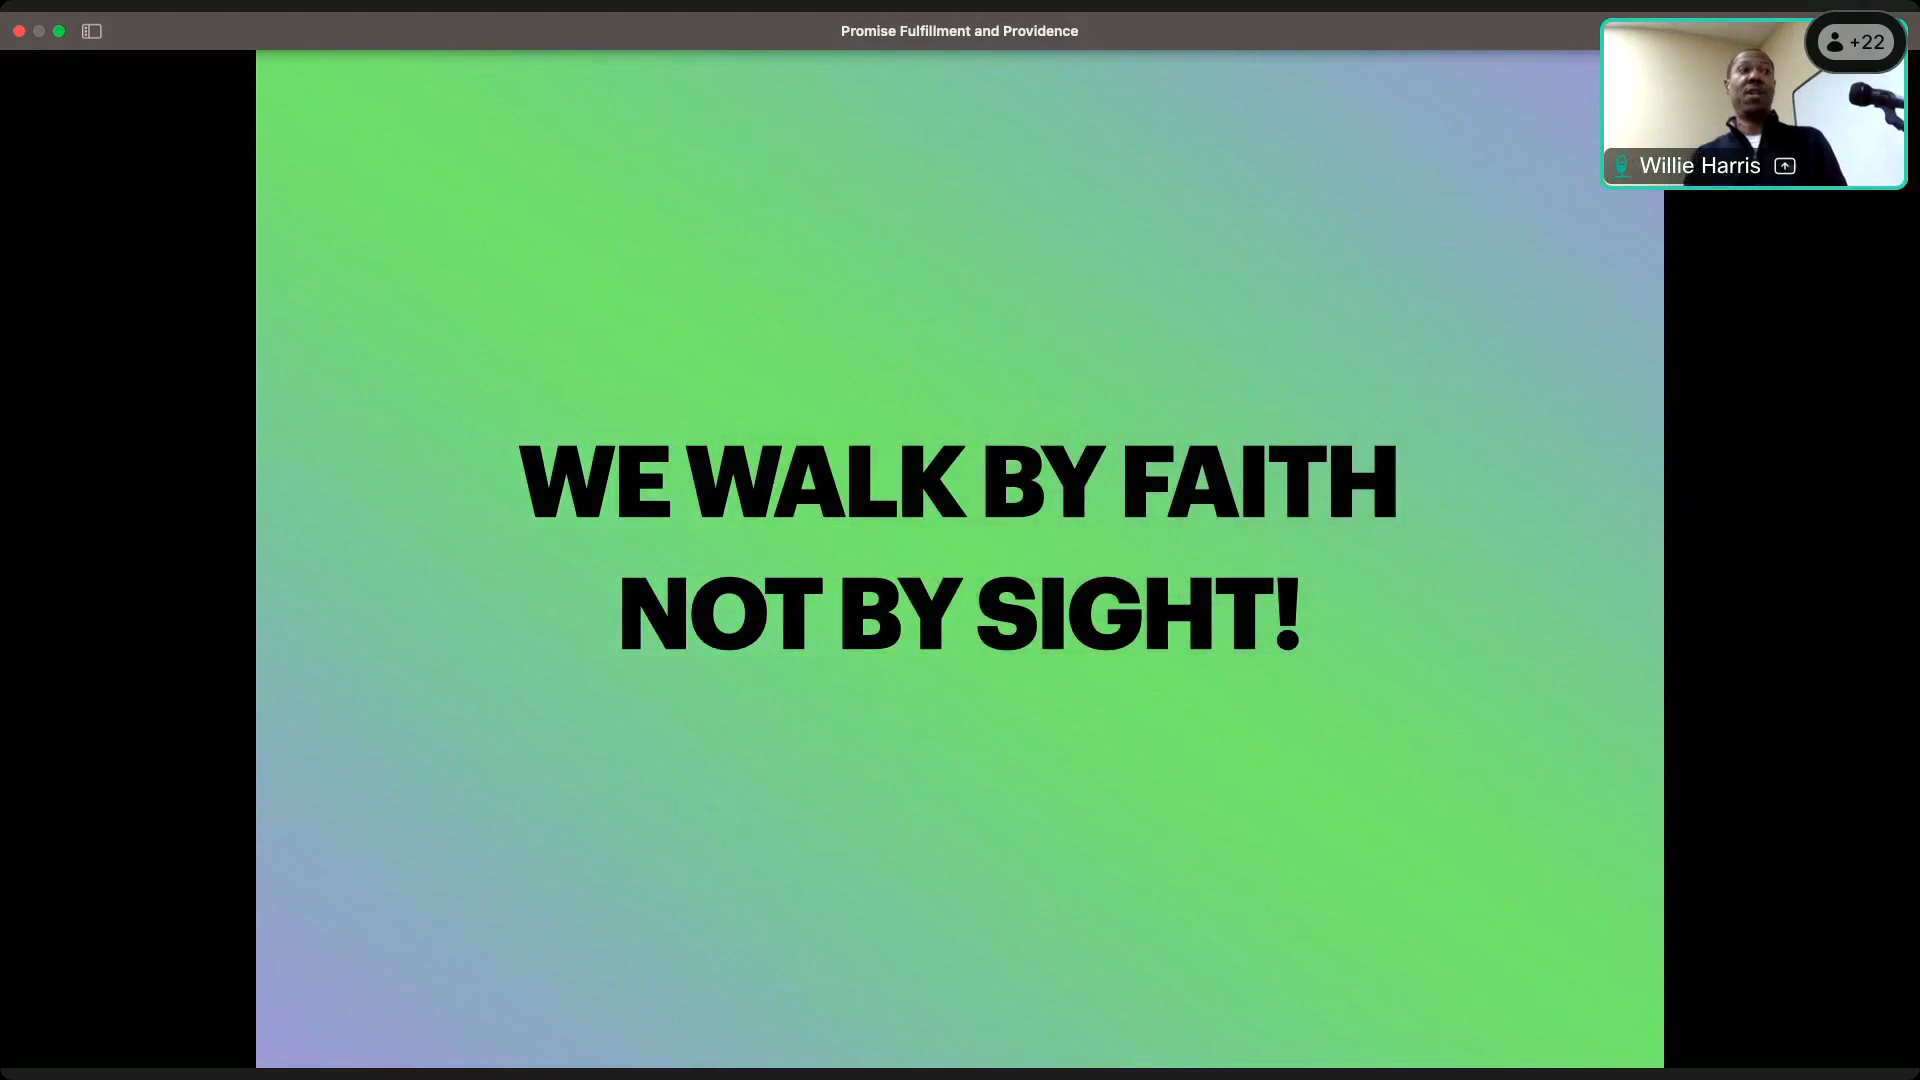 Promise Fulfillment and Providence
+22
Willie Harris
WE WALK BY FAITH
NOT BY SIGHT!